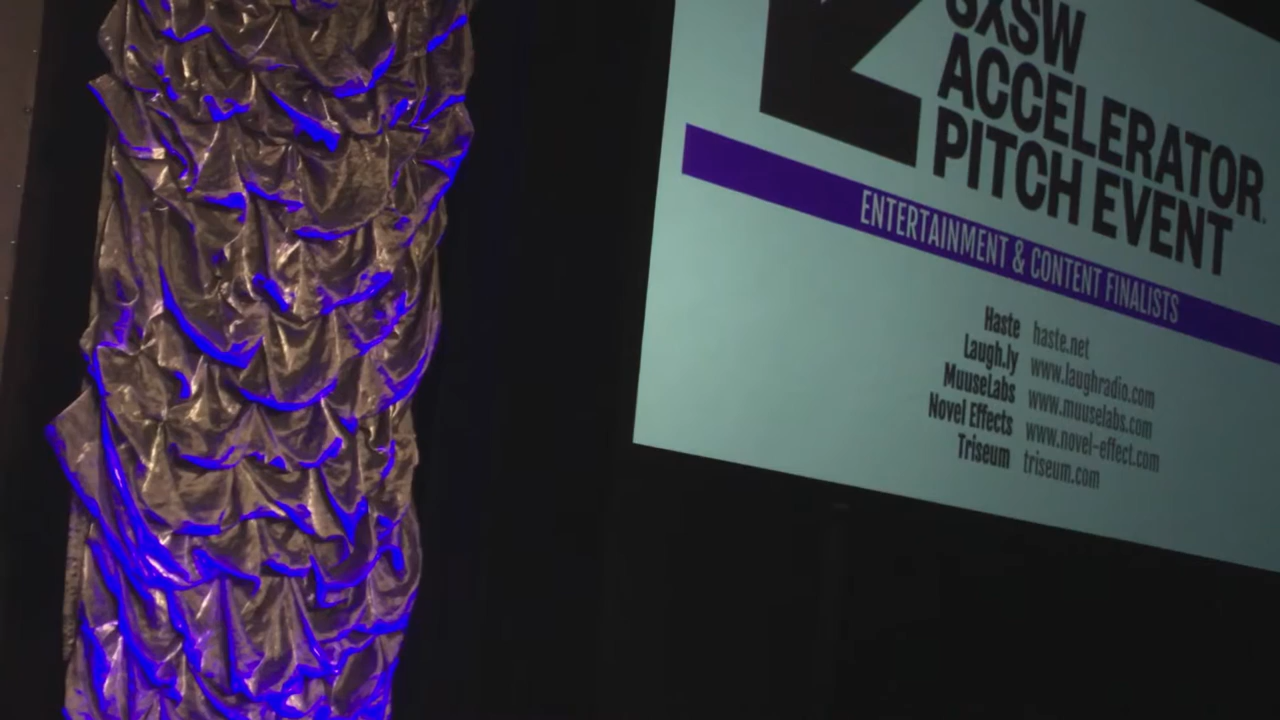 SXSW
ACCELERATOR
PITCH EVENT
ENTERTAINMENT & CONTENT FINALISTS
Haste haste.net
Laugh.ly www.laughradio.com
MuuseLabs www.muuselabs.com
Novel Effects www.novel-effect.com
Triseum triseum.com